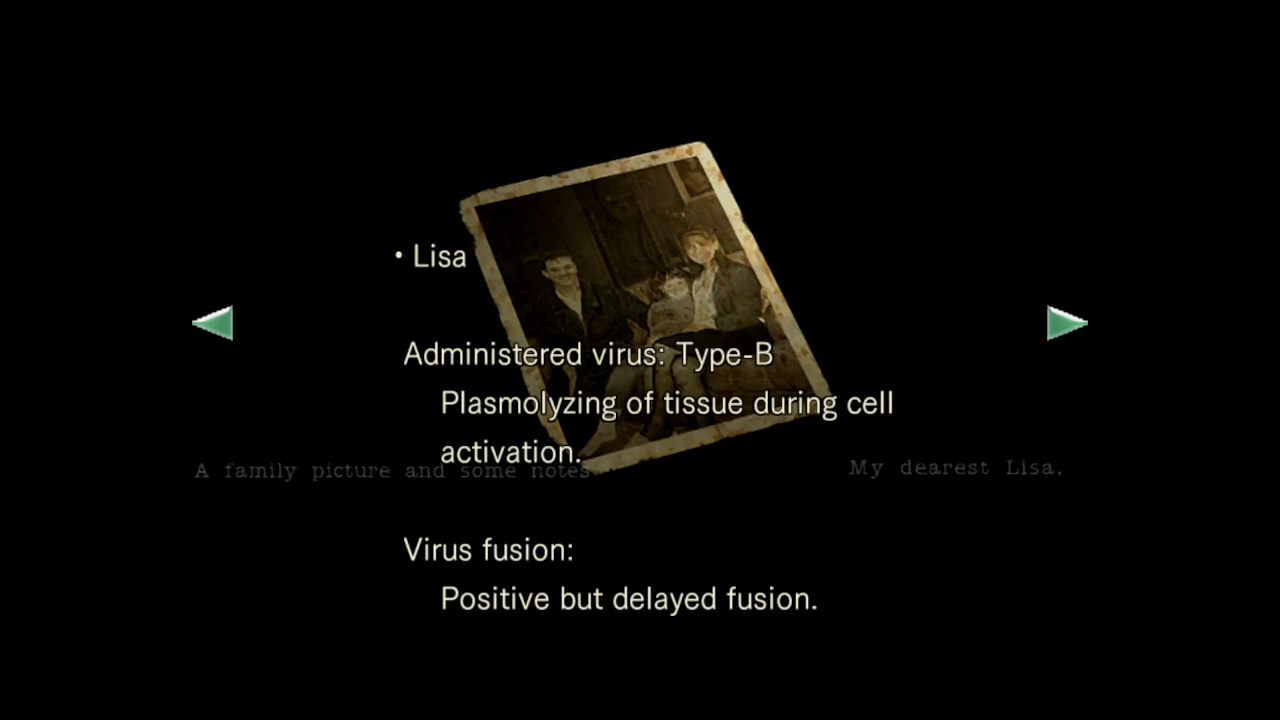 • Lisa
Administered virus: Type-B
Plasmolyzing of tissue during cell
activation.
A family picture and some notes
My dearest Lisa,
Virus fusion:
Positive but delayed fusion.